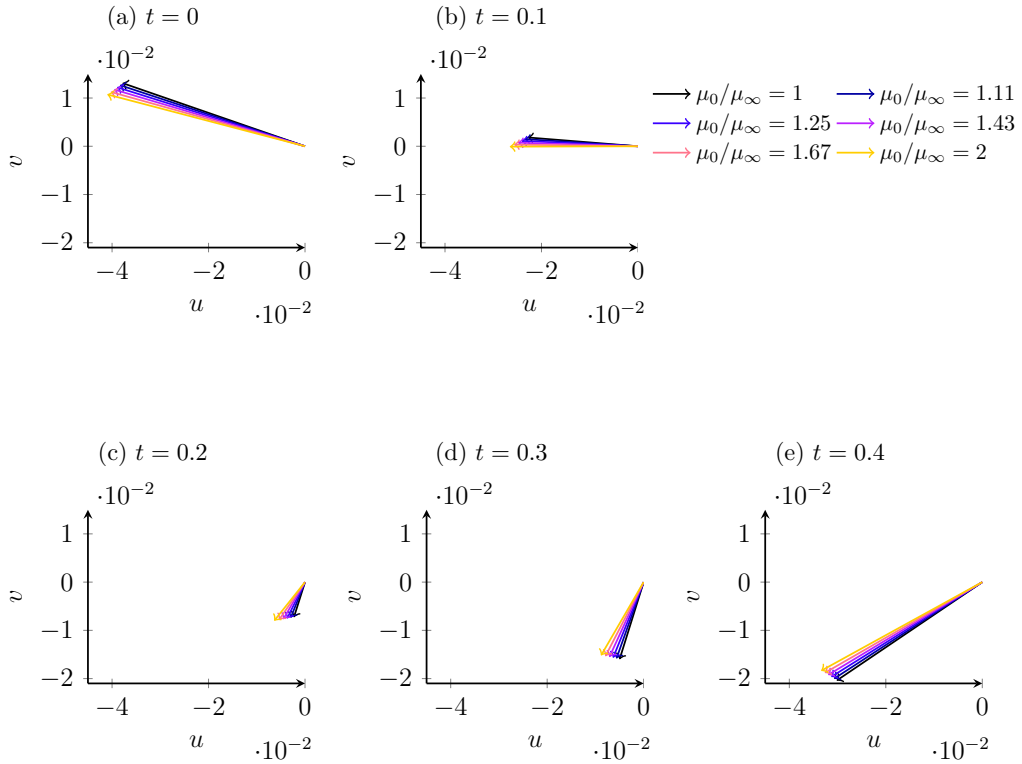 (a) t = 0
·10⁻²
1
0
−1
−2
v
−4
−2
0
u
·10⁻²
(b) t = 0.1
·10⁻²
1
0
−1
−2
v
−4
−2
0
u
·10⁻²
μ₀/μ∞ = 1
μ₀/μ∞ = 1.11
μ₀/μ∞ = 1.25
μ₀/μ∞ = 1.43
μ₀/μ∞ = 1.67
μ₀/μ∞ = 2
(c) t = 0.2
·10⁻²
1
0
−1
−2
v
−4
−2
0
u
·10⁻²
(d) t = 0.3
·10⁻²
1
0
−1
−2
v
−4
−2
0
u
·10⁻²
(e) t = 0.4
·10⁻²
1
0
−1
−2
v
−4
−2
0
u
·10⁻²